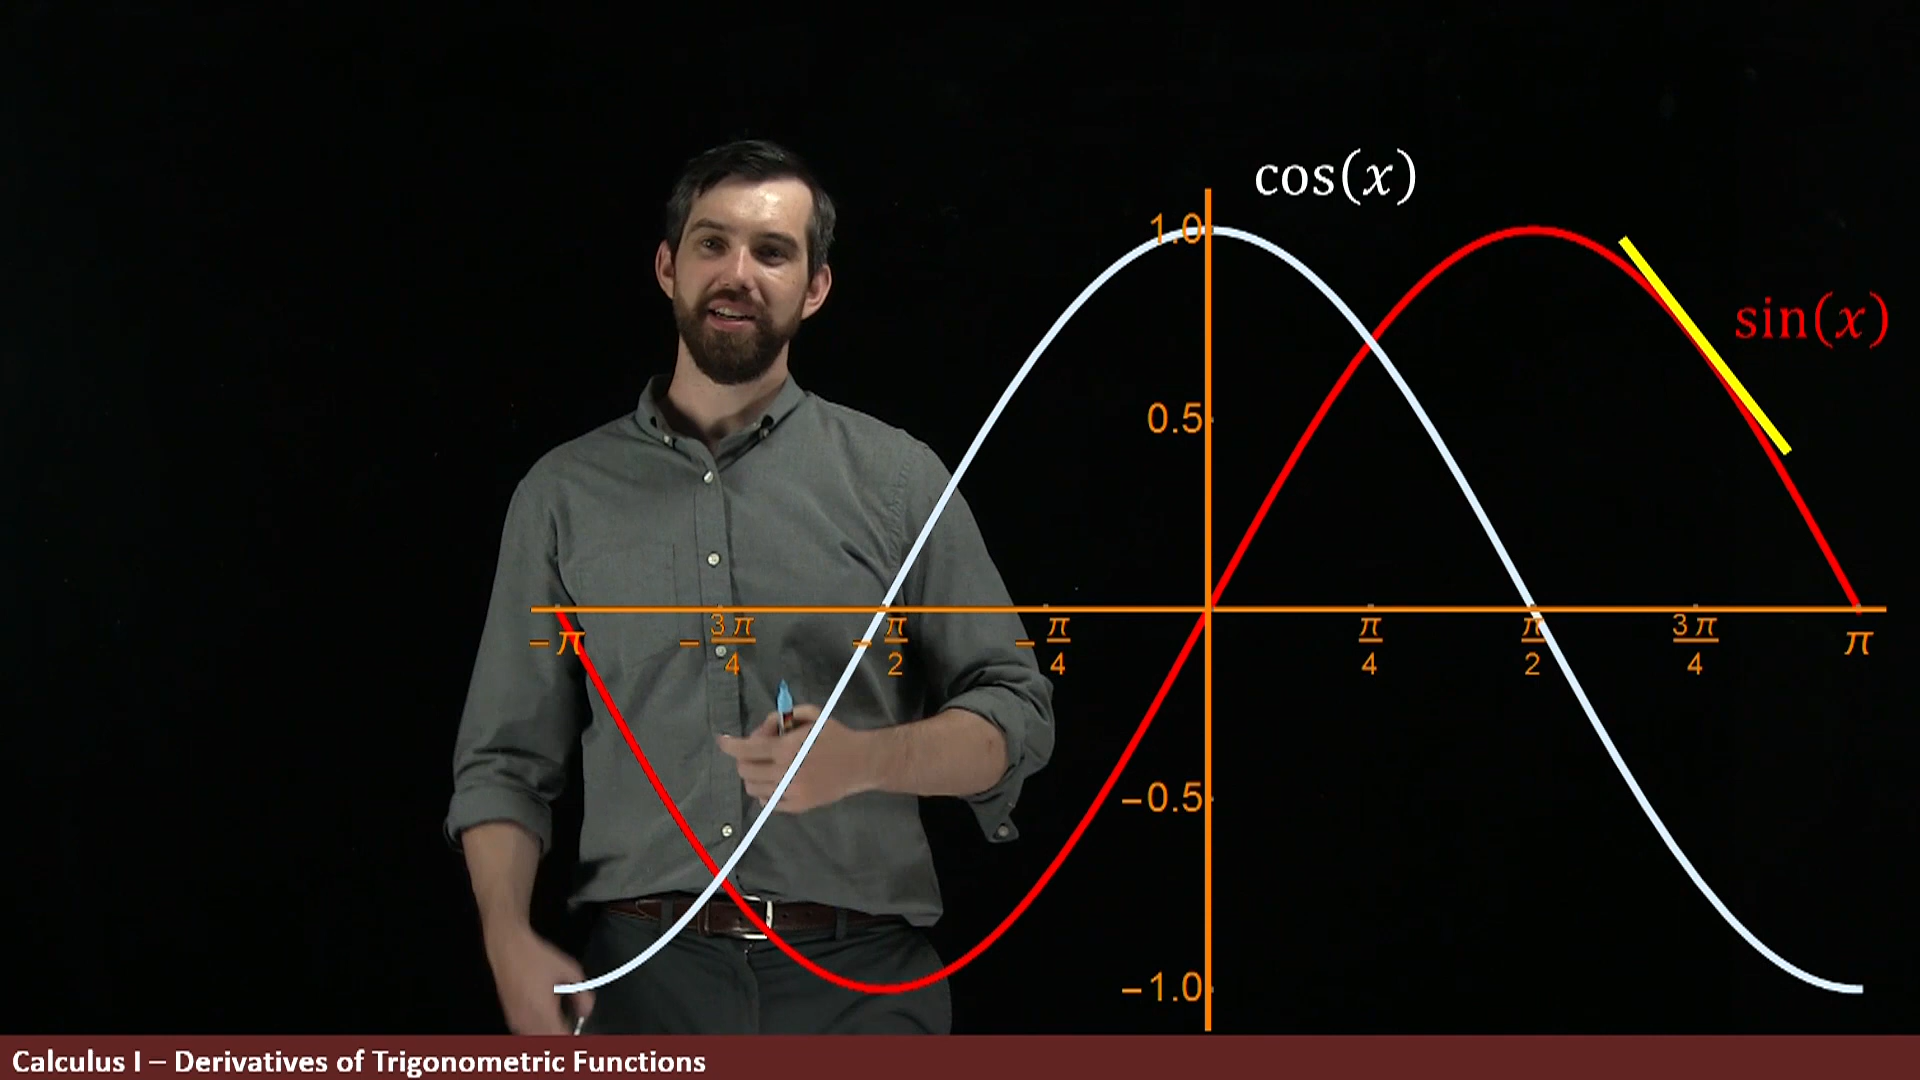 cos(x)
1.0
sin(x)
0.5
−π
−3π/4
−π/2
−π/4
π/4
π/2
3π/4
π
−0.5
−1.0
Calculus I – Derivatives of Trigonometric Functions